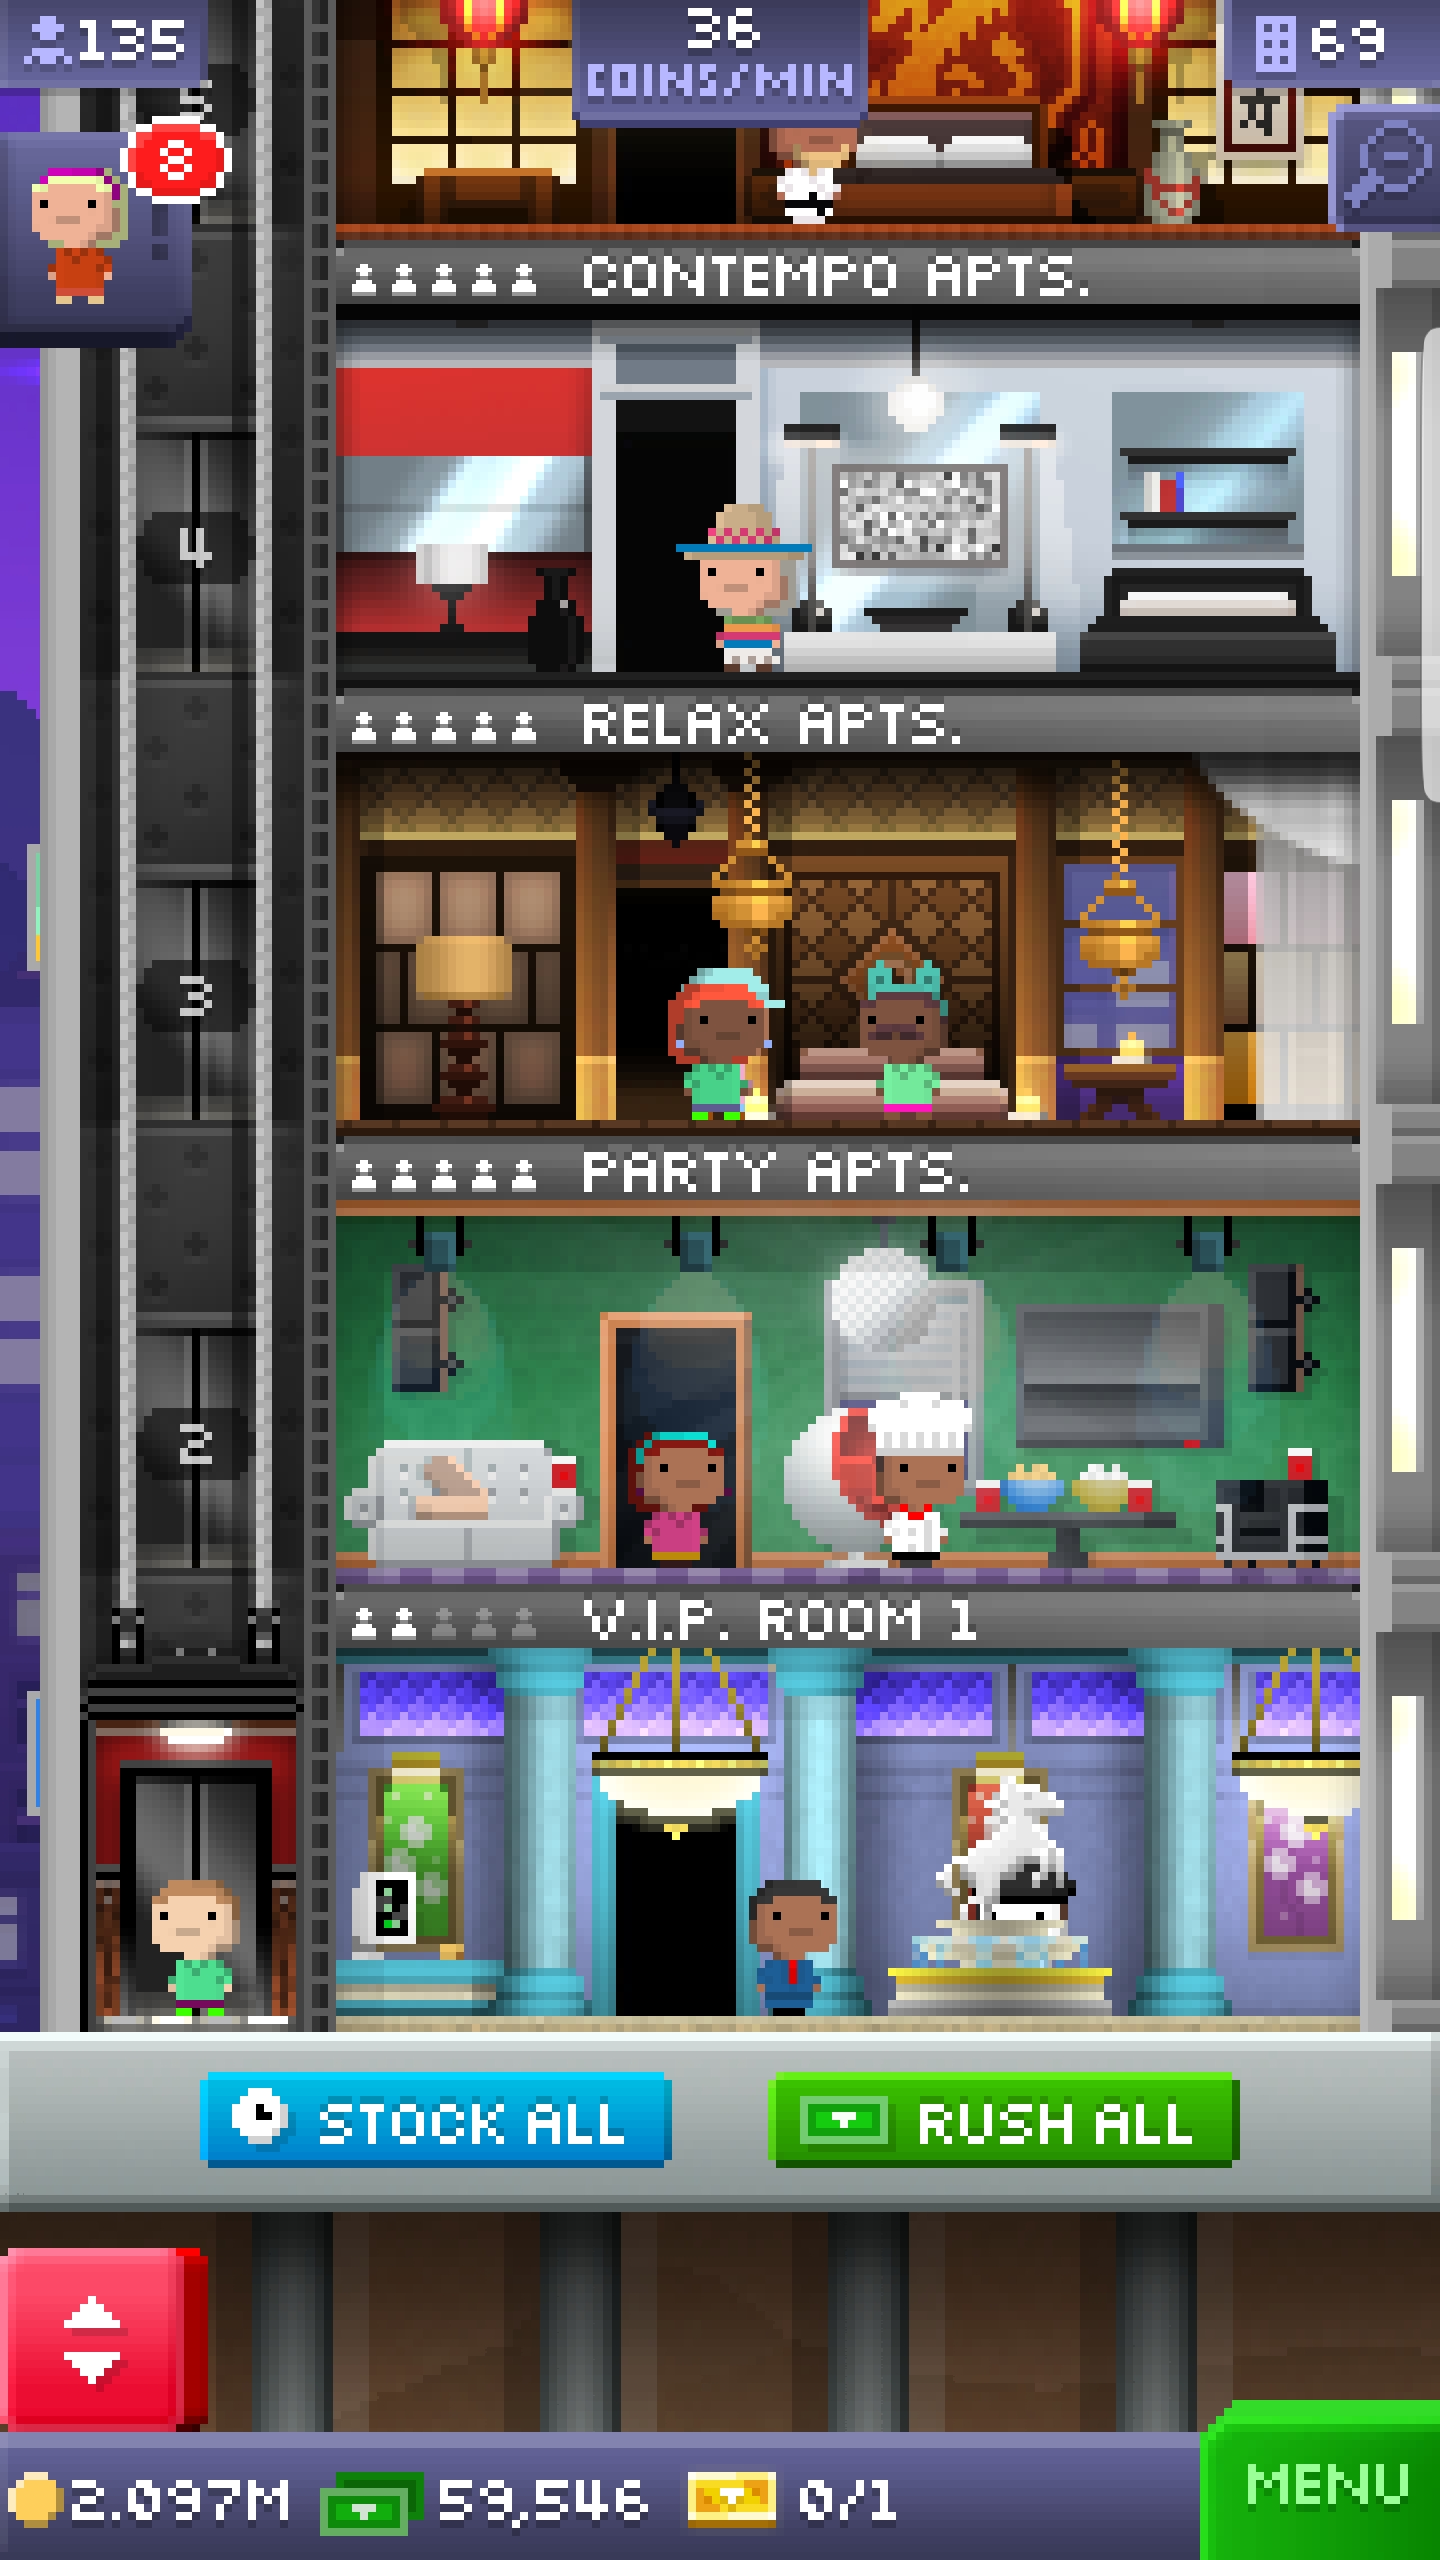 135
36
COINS/MIN
69
5
8
CONTEMPO APTS.
4
RELAX APTS.
3
PARTY APTS.
2
V.I.P. ROOM 1
STOCK ALL
RUSH ALL
MENU
2.097M
59,546
0/1